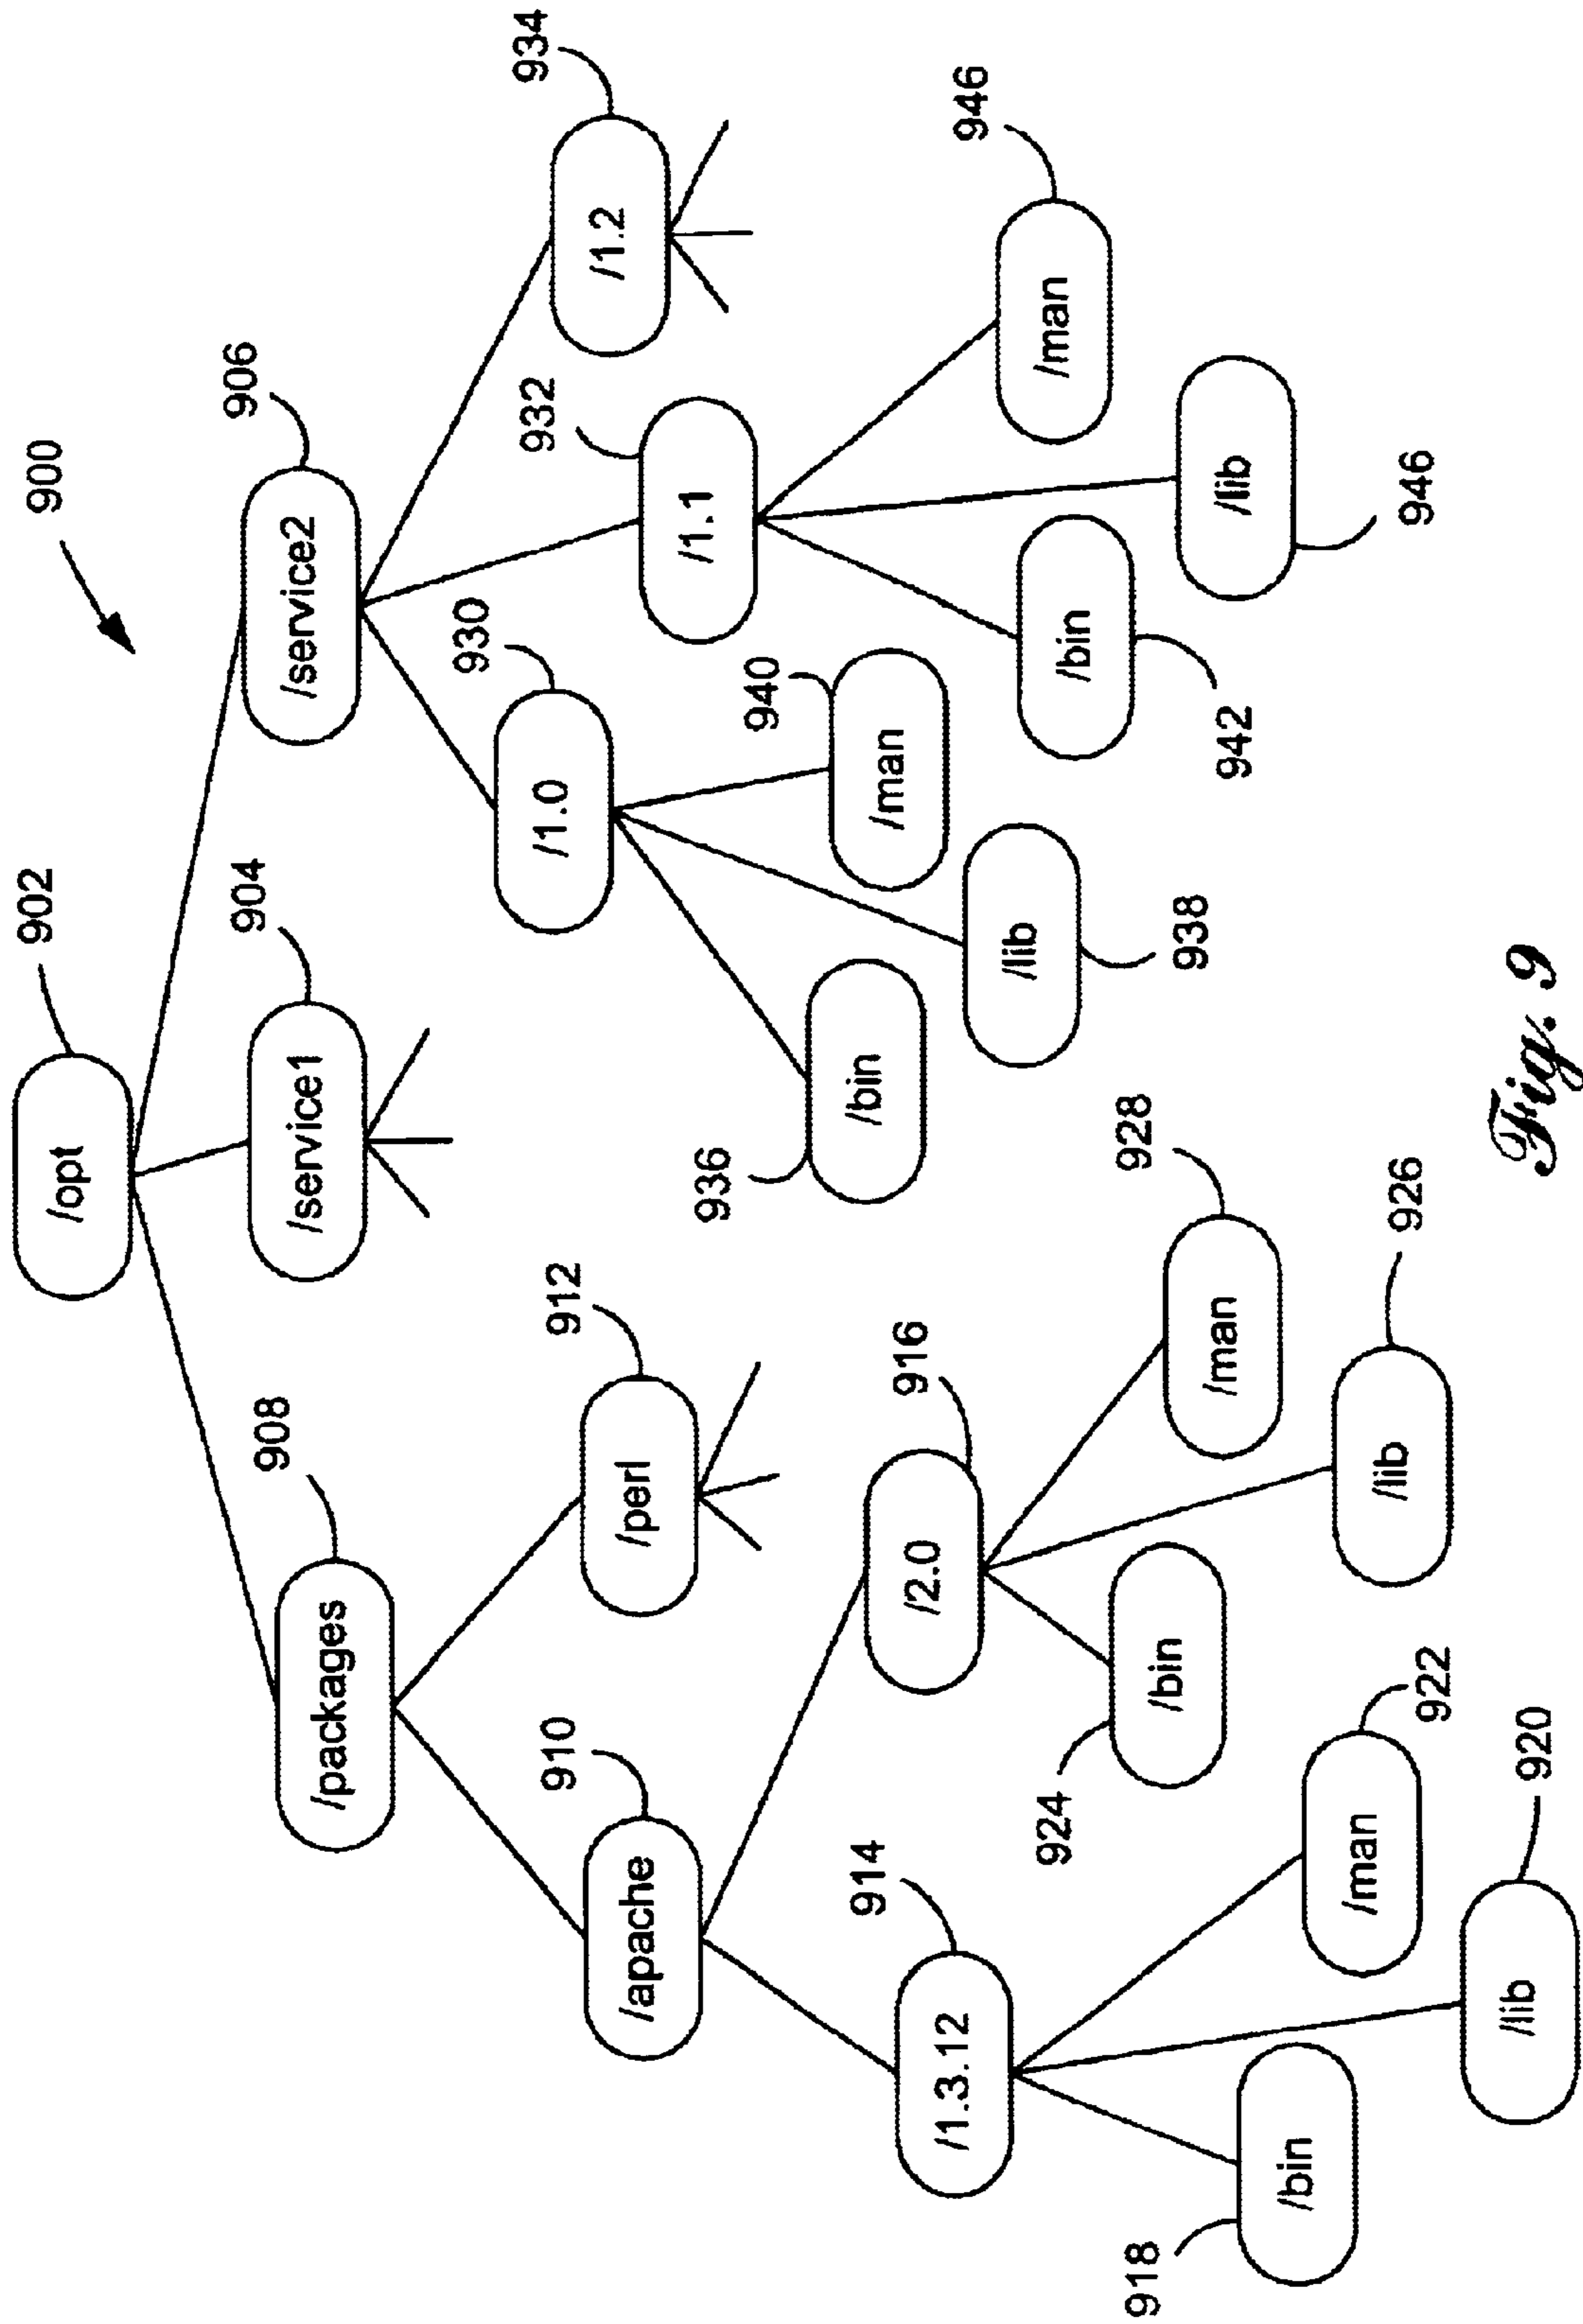 900
902
/opt
908
/packages
904
/service1
906
/service2
910
/apache
912
/perl
930
/1.0
932
/1.1
934
/1.2
914
/1.3.12
916
/2.0
936
/bin
938
/lib
940
/man
942
/bin
946
/lib
946
/man
918
/bin
920
/lib
922
/man
924
/bin
926
/lib
928
/man
Fig. 9